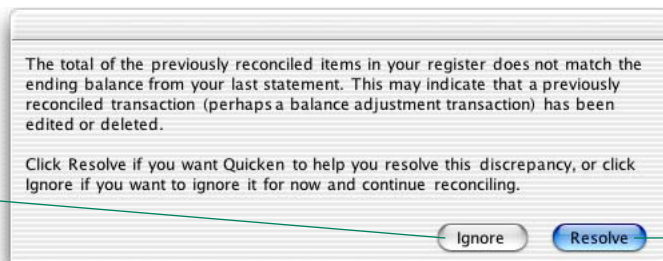 The total of the previously reconciled items in your register does not match the
ending balance from your last statement. This may indicate that a previously
reconciled transaction (perhaps a balance adjustment transaction) has been
edited or deleted.
Click Resolve if you want Quicken to help you resolve this discrepancy, or click
Ignore if you want to ignore it for now and continue reconciling.
Ignore Resolve